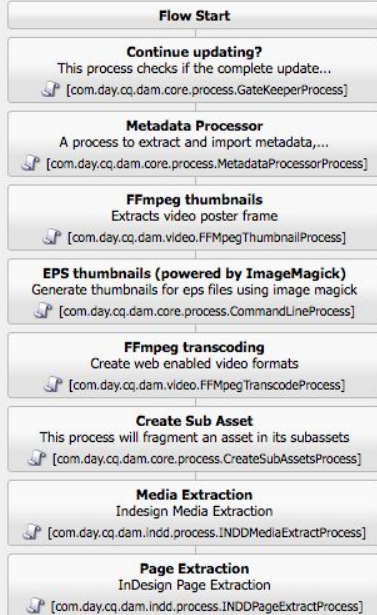 Flow Start
Continue updating?
This process checks if the complete update...
[com.day.cq.dam.core.process.GateKeeperProcess]
Metadata Processor
A process to extract and import metadata,...
[com.day.cq.dam.core.process.MetadataProcessorProcess]
FFmpeg thumbnails
Extracts video poster frame
[com.day.cq.dam.video.FFMpegThumbnailProcess]
EPS thumbnails (powered by ImageMagick)
Generate thumbnails for eps files using image magick
[com.day.cq.dam.core.process.CommandLineProcess]
FFmpeg transcoding
Create web enabled video formats
[com.day.cq.dam.video.FFMpegTranscodeProcess]
Create Sub Asset
This process will fragment an asset in its subassets
[com.day.cq.dam.core.process.CreateSubAssetsProcess]
Media Extraction
Indesign Media Extraction
[com.day.cq.dam.indd.process.INDDMediaExtractProcess]
Page Extraction
InDesign Page Extraction
[com.day.cq.dam.indd.process.INDDPageExtractProcess]